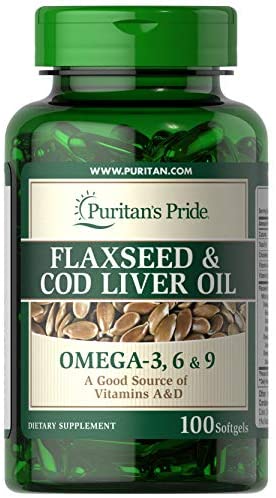 WWW.PURITAN.COM
Puritan's Pride
FLAXSEED &
COD LIVER OIL
OMEGA-3, 6 & 9
A Good Source of
Vitamins A&D
DIETARY SUPPLEMENT
100 Softgels